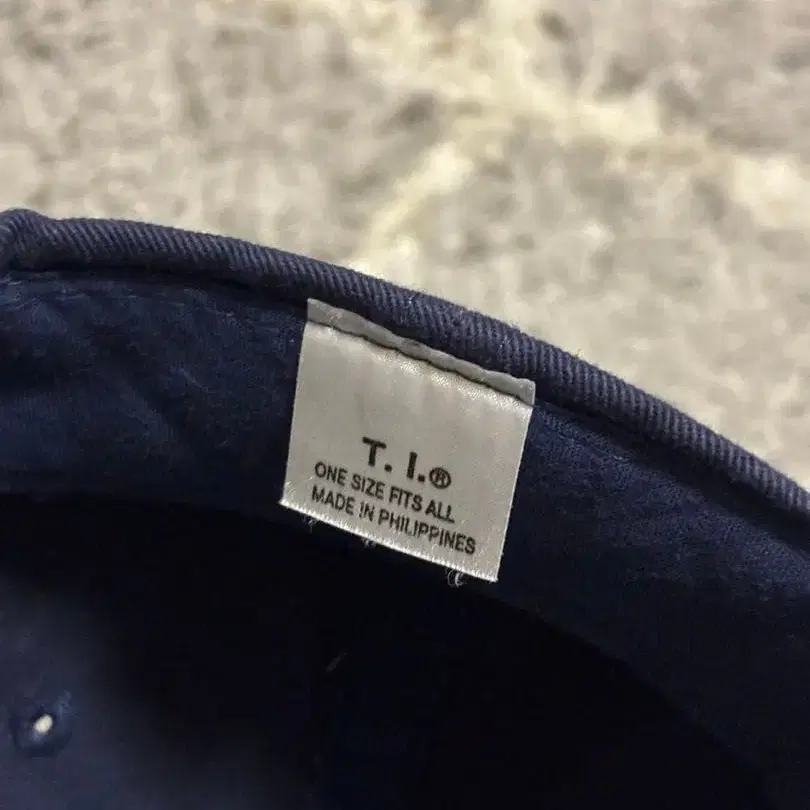 T. I.®
ONE SIZE FITS ALL
MADE IN PHILIPPINES